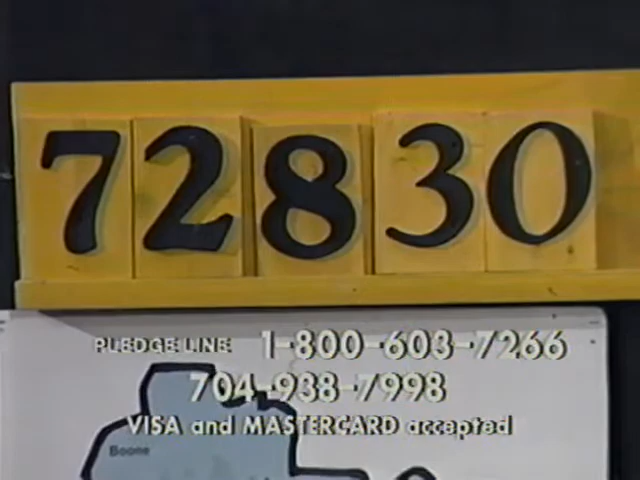 72830
PLEDGE LINE 1-800-603-7266
704-938-7998
VISA and MASTERCARD accepted
Boone